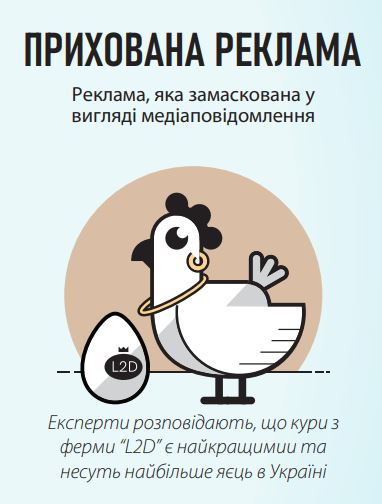 ПРИХОВАНА РЕКЛАМА
Реклама, яка замаскована у
вигляді медіаповідомлення
L2D
Експерти розповідають, що кури з
ферми “L2D” є найкращимии та
несуть найбільше яєць в Україні